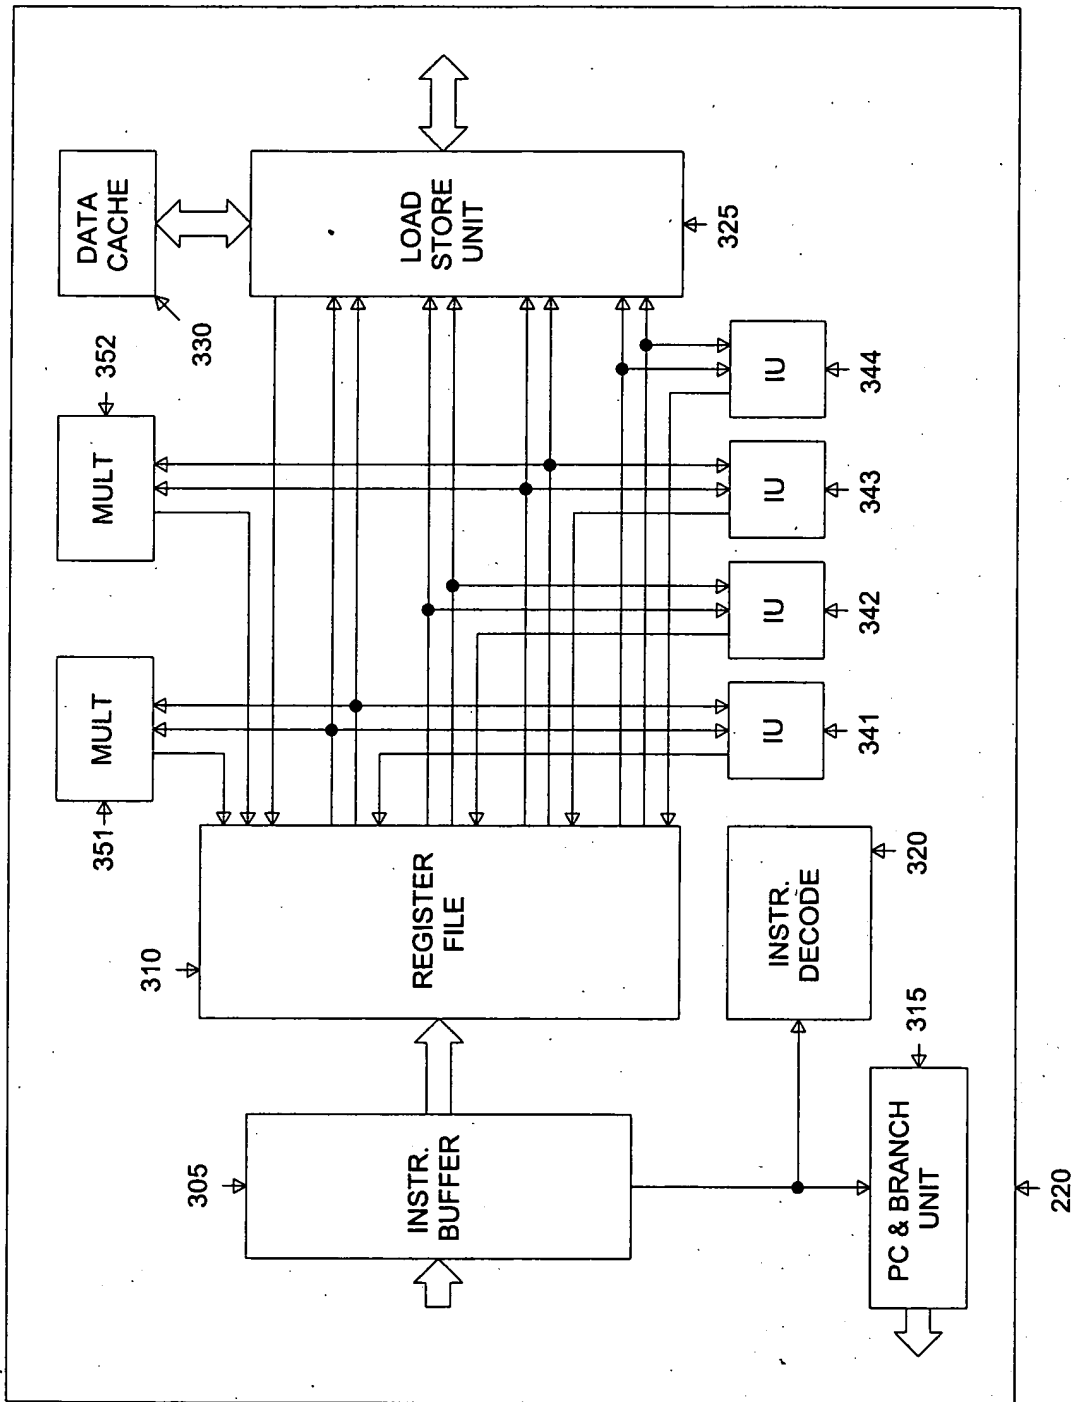 DATA
CACHE
330
LOAD
STORE
UNIT
325
MULT
352
MULT
351
IU
344
IU
343
IU
342
IU
341
REGISTER
FILE
310
INSTR.
DECODE
320
INSTR.
BUFFER
305
PC & BRANCH
UNIT
315
220